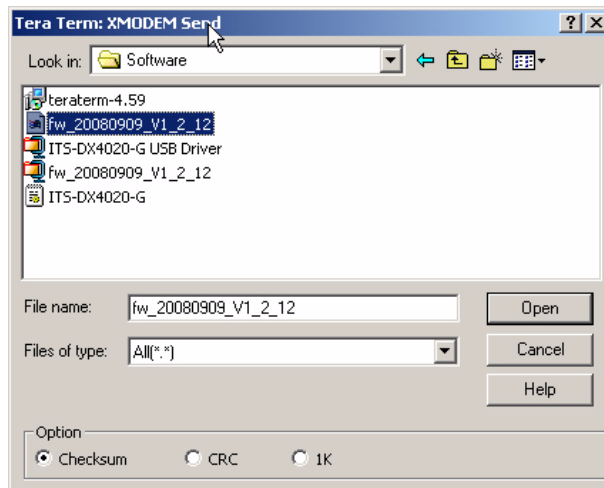 Tera Term: XMODEM Send
Look in: Software
teraterm-4.59
fw_20080909_V1_2_12
ITS-DX4020-G USB Driver
fw_20080909_V1_2_12
ITS-DX4020-G
File name: fw_20080909_V1_2_12 Open
Files of type: All(*.*) Cancel
Help
Option
Checksum CRC 1K